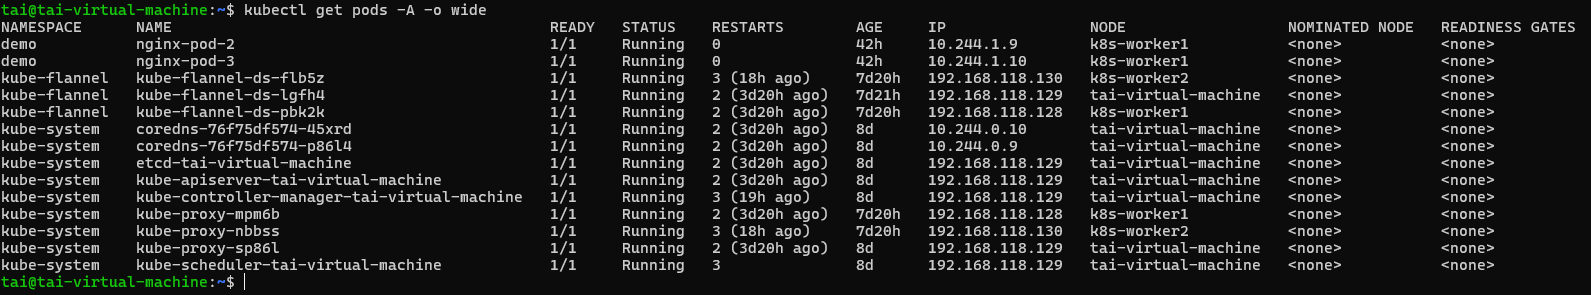 tai@tai-virtual-machine:~$ kubectl get pods -A -o wide
NAMESPACE NAME READY STATUS RESTARTS AGE IP NODE NOMINATED NODE READINESS GATES
demo nginx-pod-2 1/1 Running 0 42h 10.244.1.9 k8s-worker1 <none> <none>
demo nginx-pod-3 1/1 Running 0 42h 10.244.1.10 k8s-worker1 <none> <none>
kube-flannel kube-flannel-ds-flb5z 1/1 Running 3 (18h ago) 7d20h 192.168.118.130 k8s-worker2 <none> <none>
kube-flannel kube-flannel-ds-lgfh4 1/1 Running 2 (3d20h ago) 7d21h 192.168.118.129 tai-virtual-machine <none> <none>
kube-flannel kube-flannel-ds-pbk2k 1/1 Running 2 (3d20h ago) 7d20h 192.168.118.128 k8s-worker1 <none> <none>
kube-system coredns-76f75df574-45xrd 1/1 Running 2 (3d20h ago) 8d 10.244.0.10 tai-virtual-machine <none> <none>
kube-system coredns-76f75df574-p86l4 1/1 Running 2 (3d20h ago) 8d 10.244.0.9 tai-virtual-machine <none> <none>
kube-system etcd-tai-virtual-machine 1/1 Running 2 (3d20h ago) 8d 192.168.118.129 tai-virtual-machine <none> <none>
kube-system kube-apiserver-tai-virtual-machine 1/1 Running 2 (3d20h ago) 8d 192.168.118.129 tai-virtual-machine <none> <none>
kube-system kube-controller-manager-tai-virtual-machine 1/1 Running 3 (19h ago) 8d 192.168.118.129 tai-virtual-machine <none> <none>
kube-system kube-proxy-mpm6b 1/1 Running 2 (3d20h ago) 7d20h 192.168.118.128 k8s-worker1 <none> <none>
kube-system kube-proxy-nbbss 1/1 Running 3 (18h ago) 7d20h 192.168.118.130 k8s-worker2 <none> <none>
kube-system kube-proxy-sp86l 1/1 Running 2 (3d20h ago) 8d 192.168.118.129 tai-virtual-machine <none> <none>
kube-system kube-scheduler-tai-virtual-machine 1/1 Running 3 8d 192.168.118.129 tai-virtual-machine <none> <none>
tai@tai-virtual-machine:~$